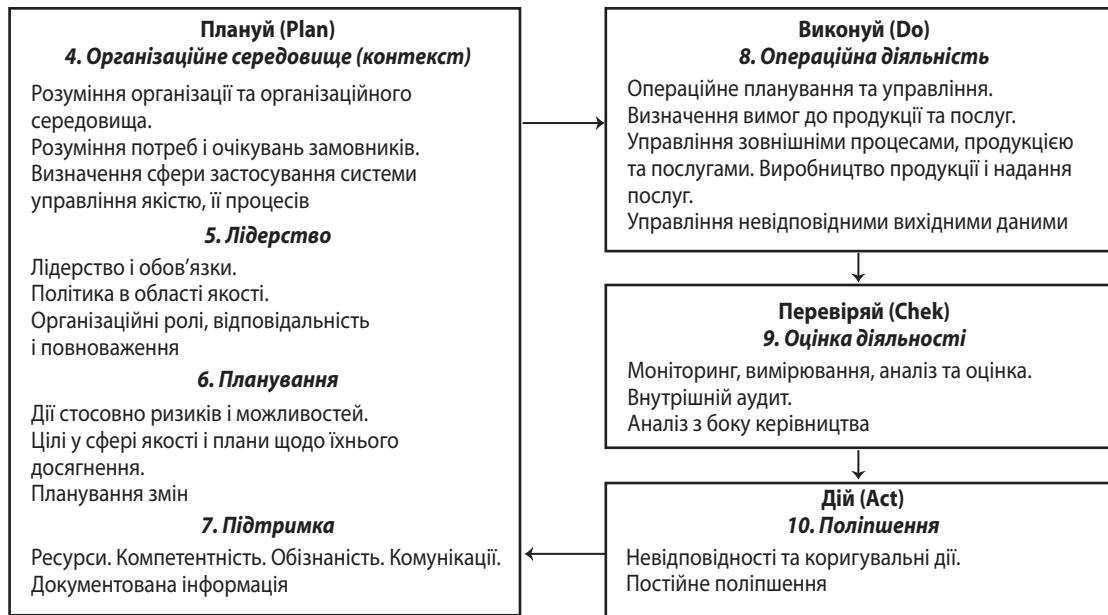 Плануй (Plan)
4. Організаційне середовище (контекст)
Розуміння організації та організаційного
середовища.
Розуміння потреб і очікувань замовників.
Визначення сфери застосування системи
управління якістю, її процесів
5. Лідерство
Лідерство і обов’язки.
Політика в області якості.
Організаційні ролі, відповідальність
і повноваження
6. Планування
Дії стосовно ризиків і можливостей.
Цілі у сфері якості і плани щодо їхнього
досягнення.
Планування змін
7. Підтримка
Ресурси. Компетентність. Обізнаність. Комунікації.
Документована інформація
Виконуй (Do)
8. Операційна діяльність
Операційне планування та управління.
Визначення вимог до продукції та послуг.
Управління зовнішніми процесами, продукцією
та послугами. Виробництво продукції і надання
послуг.
Управління невідповідними вихідними даними
Перевіряй (Chek)
9. Оцінка діяльності
Моніторинг, вимірювання, аналіз та оцінка.
Внутрішній аудит.
Аналіз з боку керівництва
Дій (Act)
10. Поліпшення
Невідповідності та коригувальні дії.
Постійне поліпшення